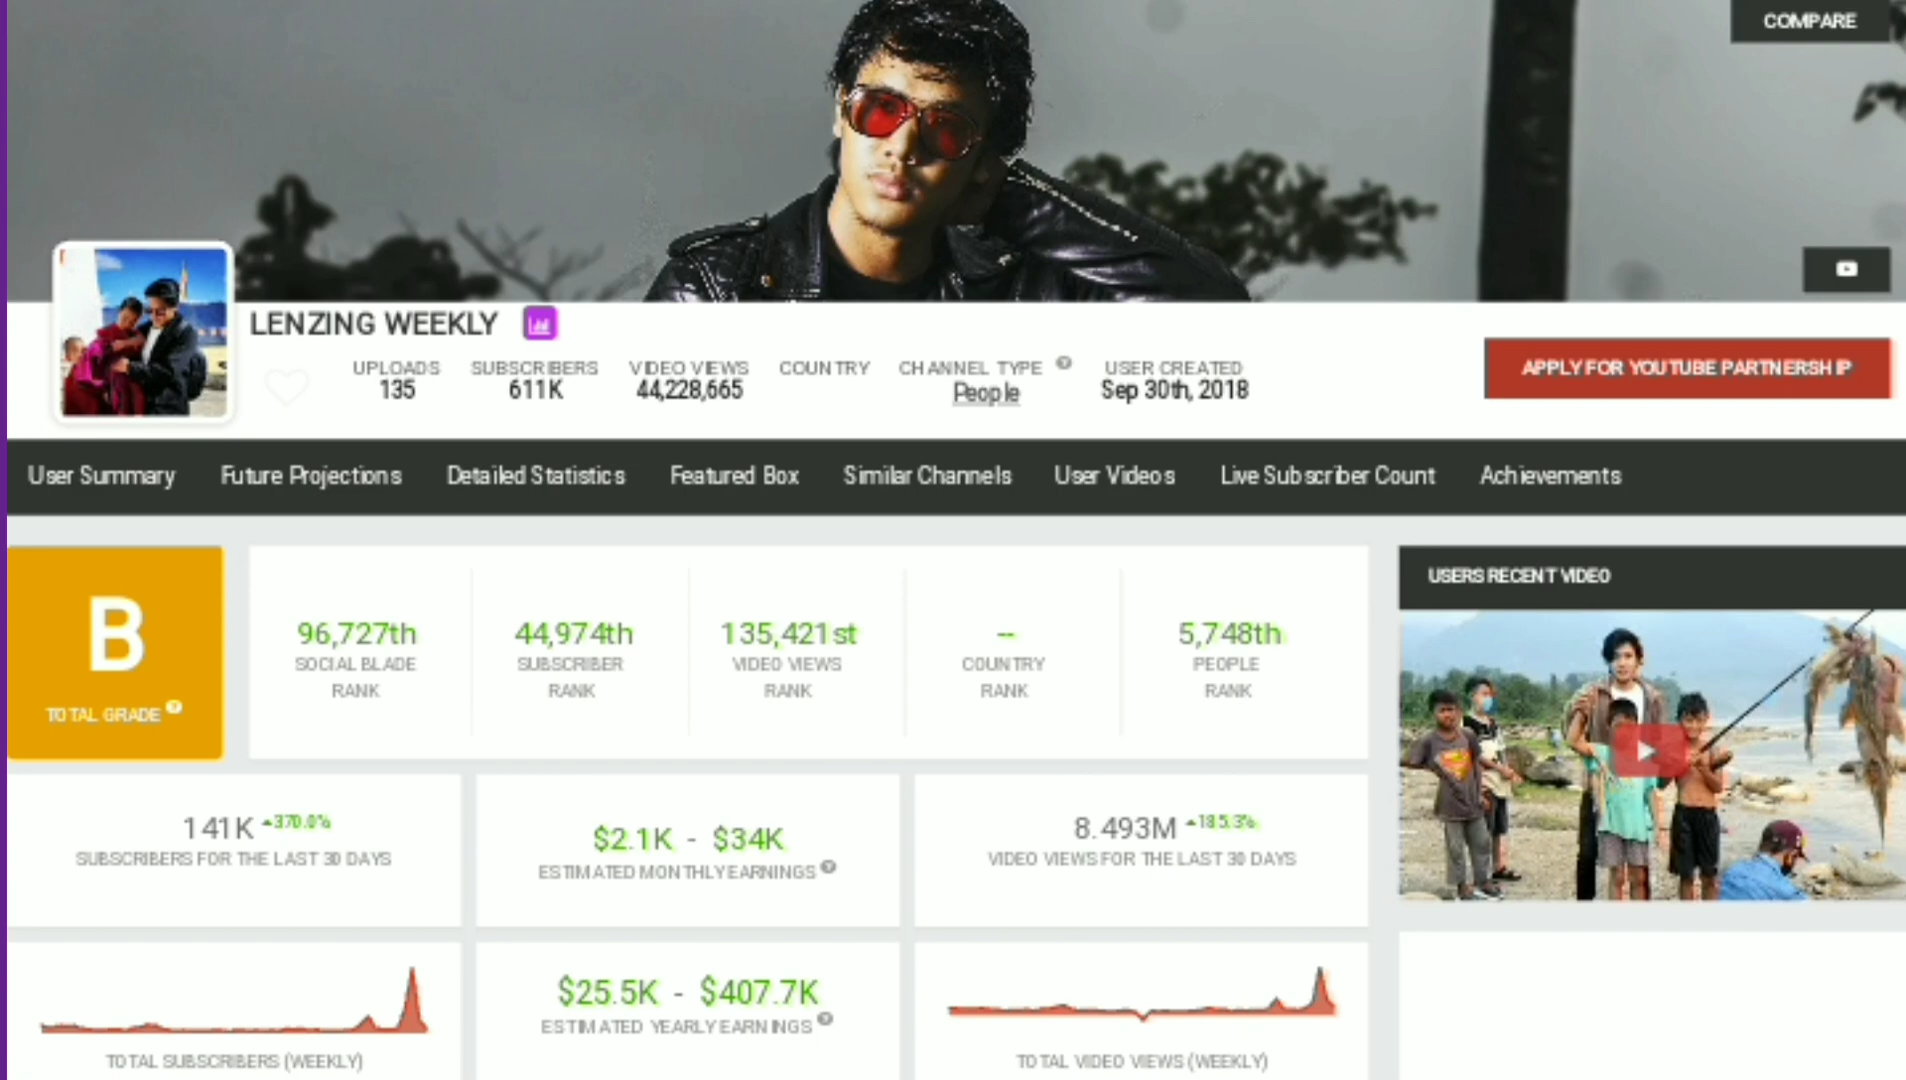 COMPARE
LENZING WEEKLY
UPLOADS
135
SUBSCRIBERS
611K
VIDEO VIEWS
44,228,665
COUNTRY
CHANNEL TYPE
People
USER CREATED
Sep 30th, 2018
APPLY FOR YOUTUBE PARTNERSHIP
User Summary
Future Projections
Detailed Statistics
Featured Box
Similar Channels
User Videos
Live Subscriber Count
Achievements
B
TOTAL GRADE
96,727th
SOCIAL BLADE
RANK
44,974th
SUBSCRIBER
RANK
135,421st
VIDEO VIEWS
RANK
--
COUNTRY
RANK
5,748th
PEOPLE
RANK
USERS RECENT VIDEO
141K 370.0%
SUBSCRIBERS FOR THE LAST 30 DAYS
$2.1K - $34K
ESTIMATED MONTHLY EARNINGS
8.493M 185.3%
VIDEO VIEWS FOR THE LAST 30 DAYS
TOTAL SUBSCRIBERS (WEEKLY)
$25.5K - $407.7K
ESTIMATED YEARLY EARNINGS
TOTAL VIDEO VIEWS (WEEKLY)